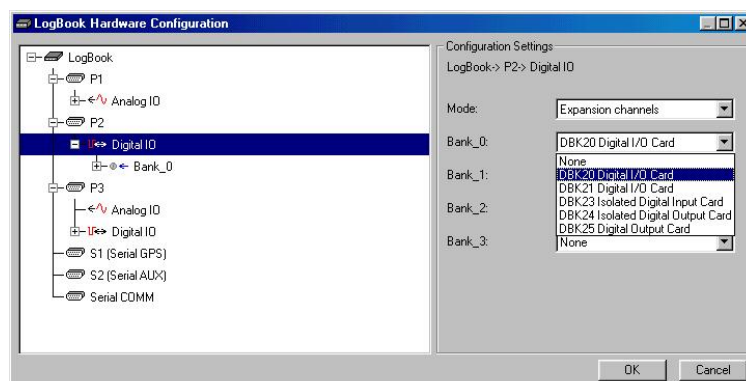 LogBook Hardware Configuration
LogBook
P1
Analog IO
P2
Digital IO
Bank_0
P3
Analog IO
Digital IO
S1 (Serial GPS)
S2 (Serial AUX)
Serial COMM
Configuration Settings
LogBook-> P2-> Digital IO
Mode: Expansion channels
Bank_0: DBK20 Digital I/O Card
None
DBK20 Digital I/O Card
Bank_1: DBK21 Digital I/O Card
DBK23 Isolated Digital Input Card
Bank_2: DBK24 Isolated Digital Output Card
DBK25 Digital Output Card
Bank_3: None
OK Cancel